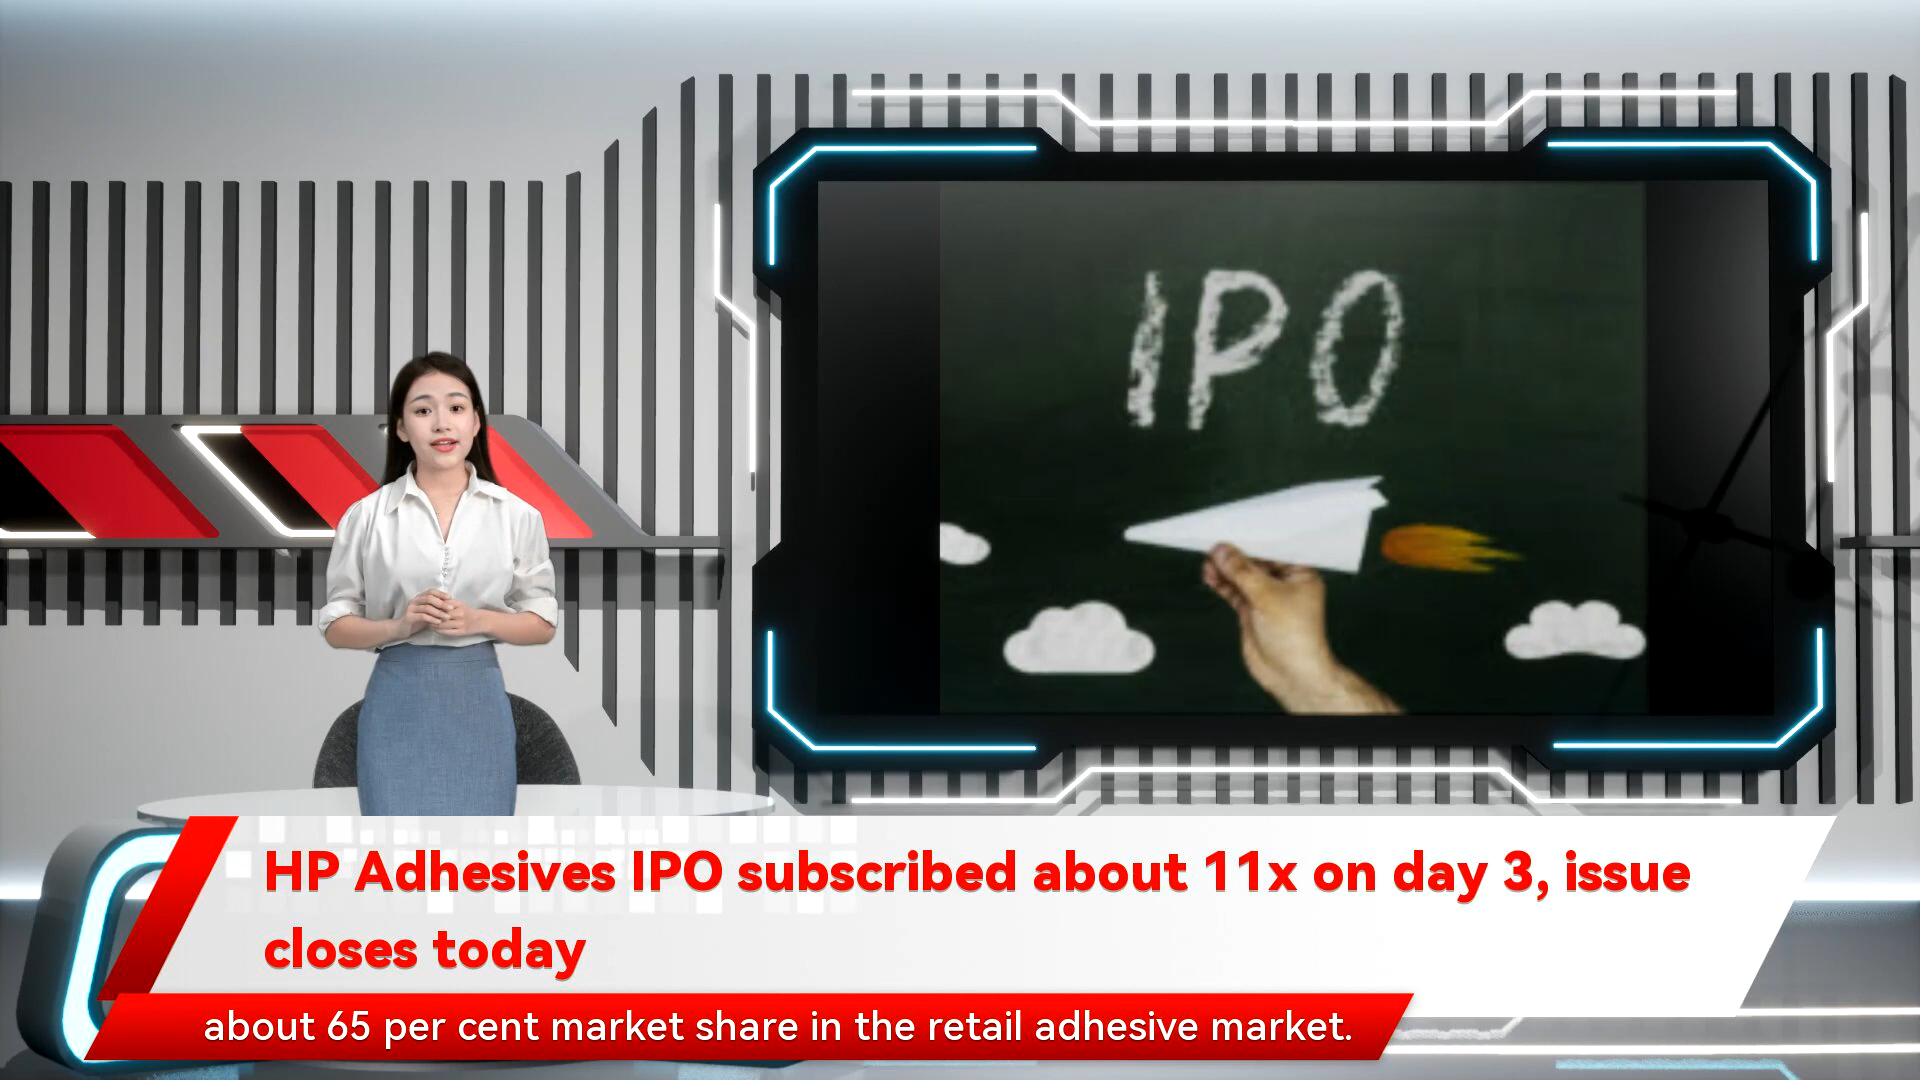 IPO
HP Adhesives IPO subscribed about 11x on day 3, issue
closes today
about 65 per cent market share in the retail adhesive market.